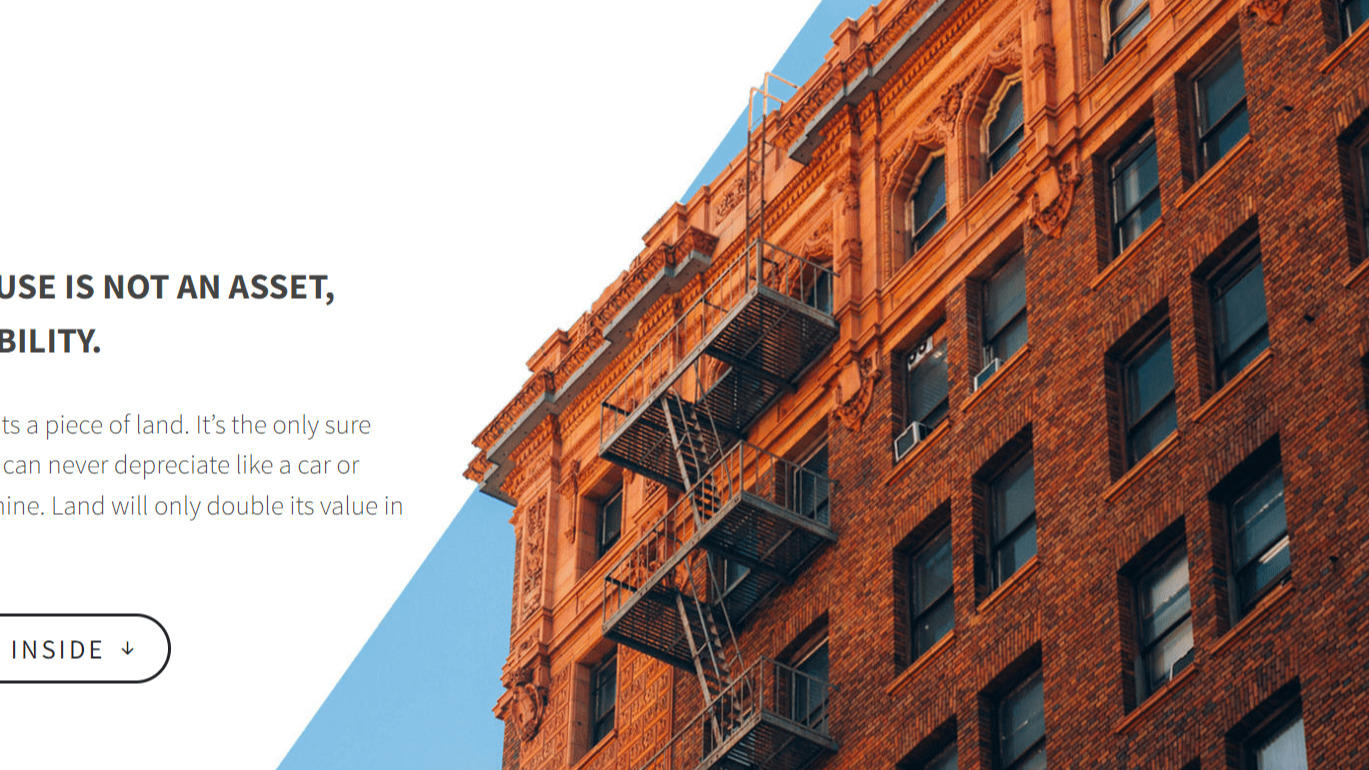 USE IS NOT AN ASSET,
BILITY.
ts a piece of land. It’s the only sure
can never depreciate like a car or
ine. Land will only double its value in
INSIDE ↓